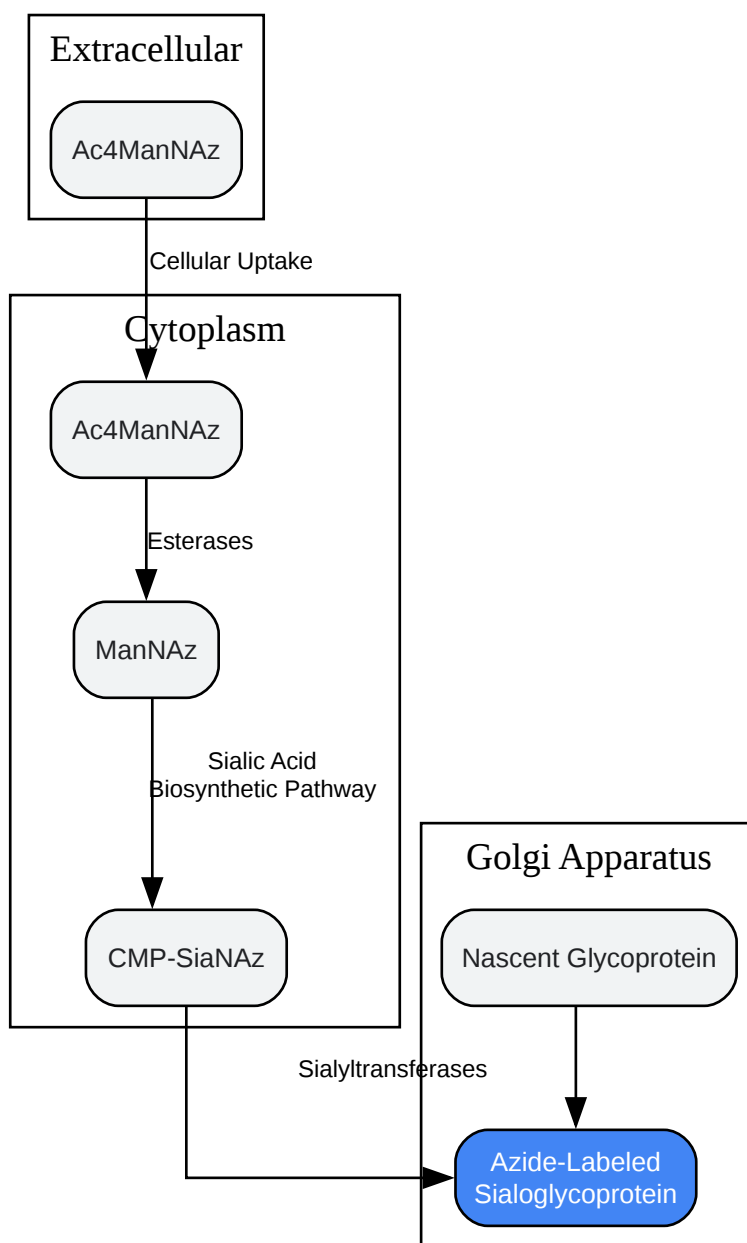 Extracellular
Ac4ManNAz
Cellular Uptake
Cytoplasm
Ac4ManNAz
Esterases
ManNAz
Sialic Acid
Biosynthetic Pathway
Golgi Apparatus
CMP-SiaNAz
Nascent Glycoprotein
Sialyltransferases
Azide-Labeled
Sialoglycoprotein